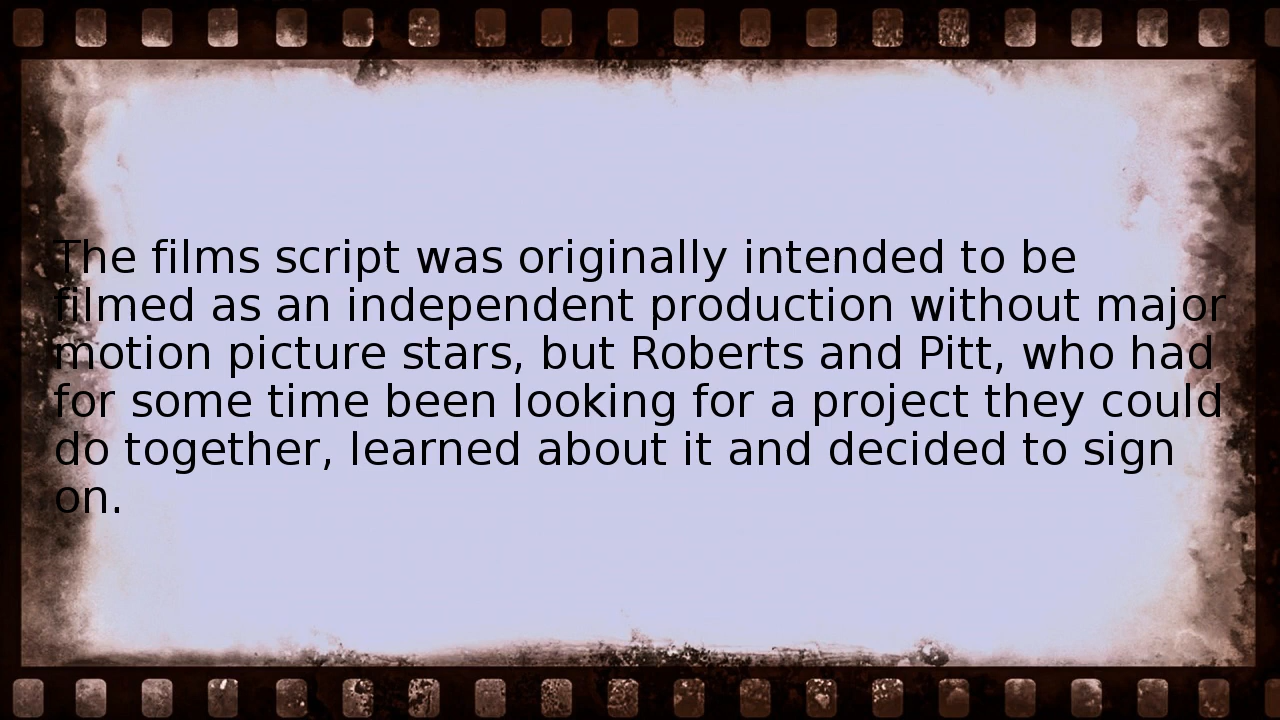 The films script was originally intended to be
filmed as an independent production without major
motion picture stars, but Roberts and Pitt, who had
for some time been looking for a project they could
do together, learned about it and decided to sign
on.